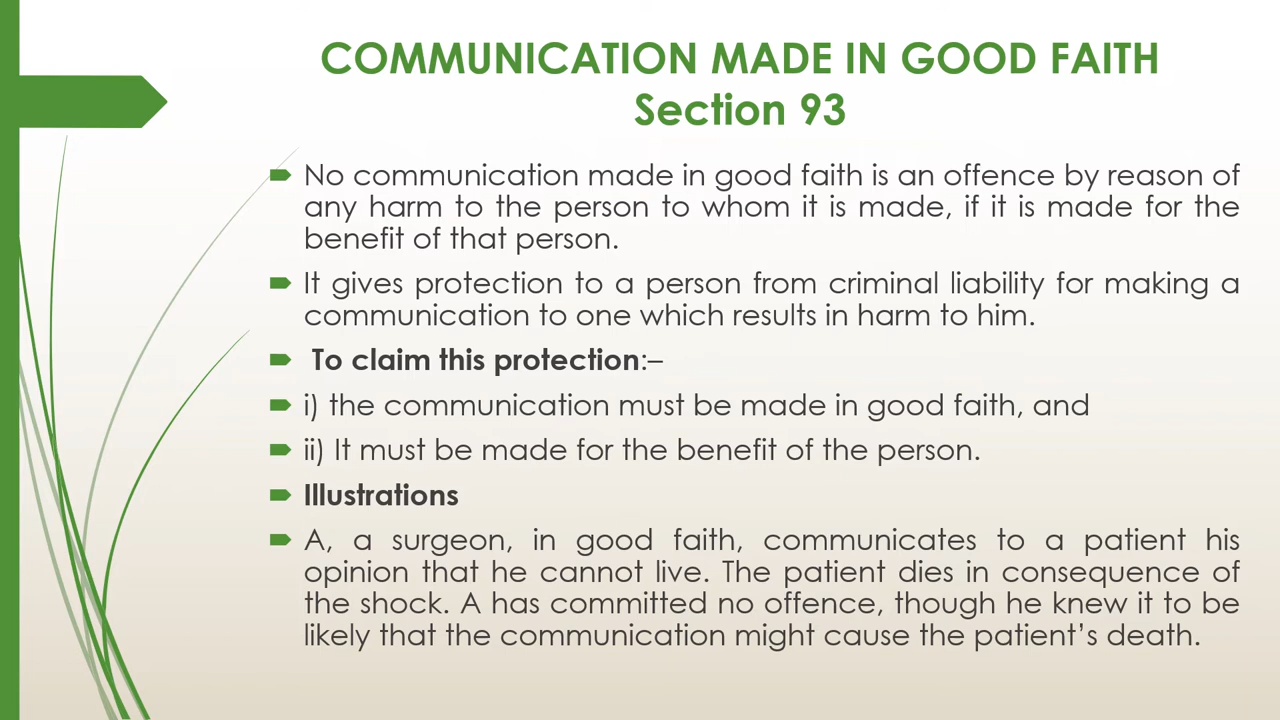 COMMUNICATION MADE IN GOOD FAITH
Section 93
No communication made in good faith is an offence by reason of
any harm to the person to whom it is made, if it is made for the
benefit of that person.
It gives protection to a person from criminal liability for making a
communication to one which results in harm to him.
To claim this protection:–
i) the communication must be made in good faith, and
ii) It must be made for the benefit of the person.
Illustrations
A, a surgeon, in good faith, communicates to a patient his
opinion that he cannot live. The patient dies in consequence of
the shock. A has committed no offence, though he knew it to be
likely that the communication might cause the patient’s death.